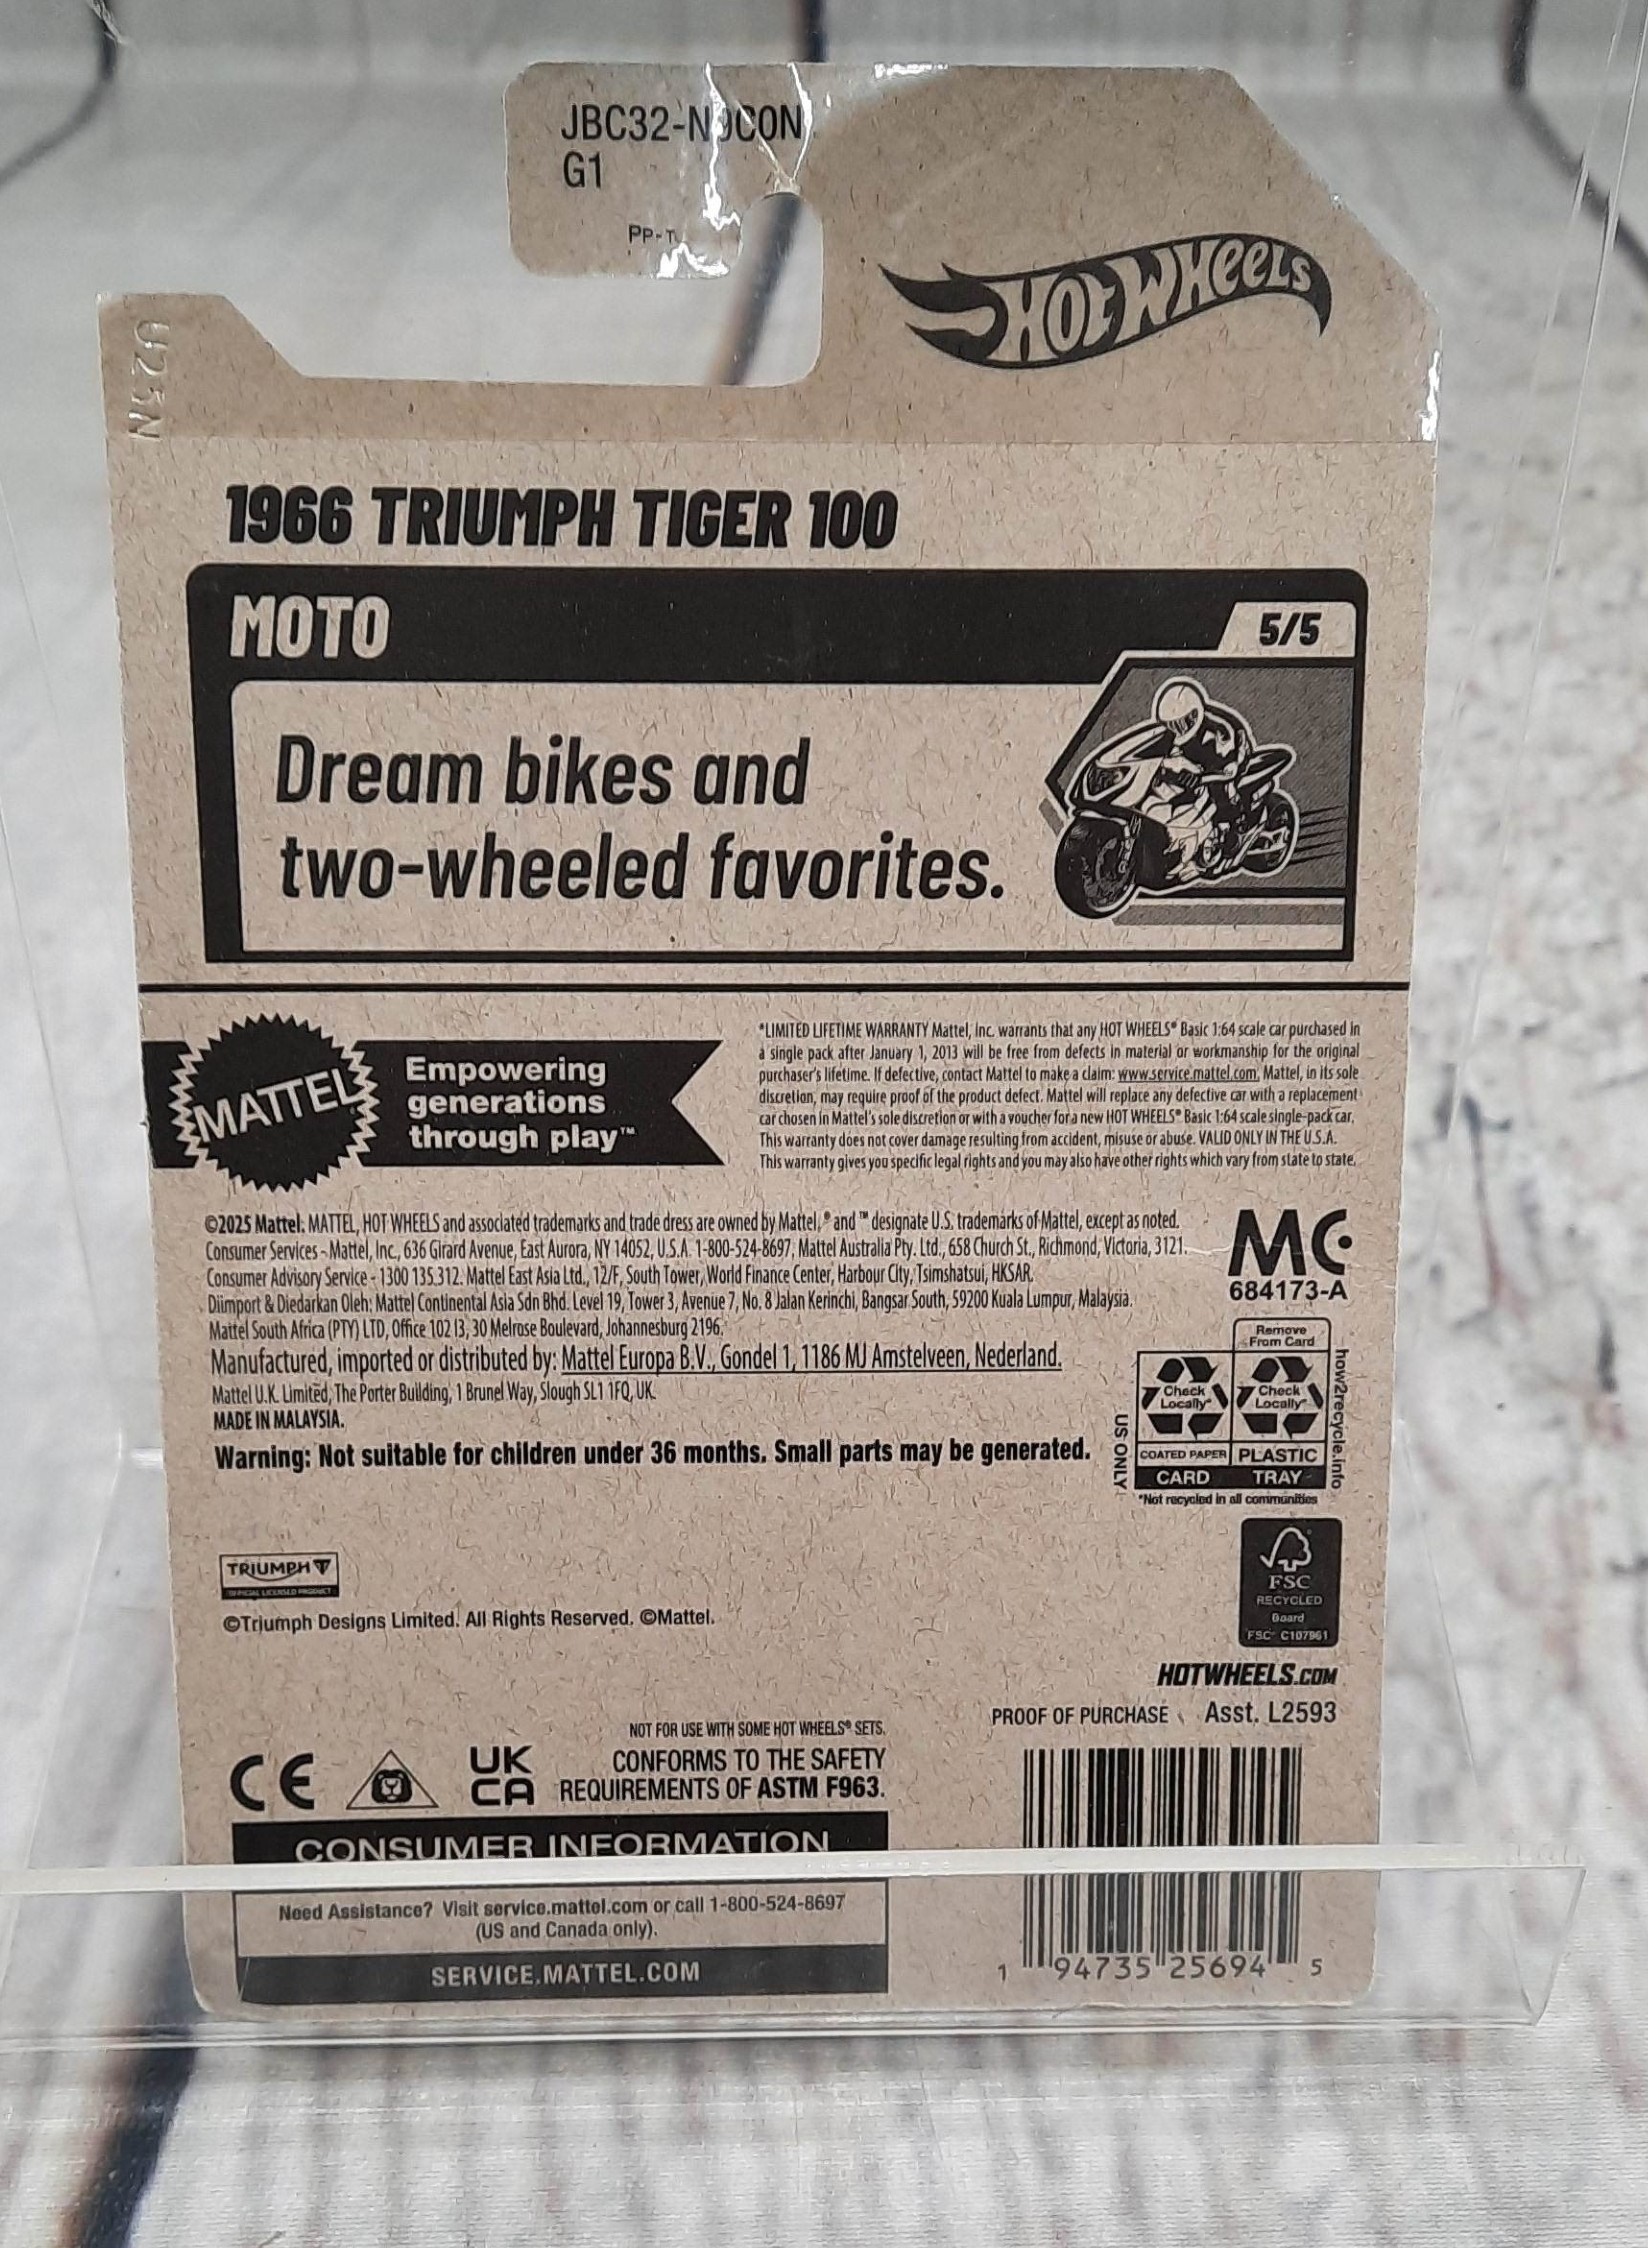 JBC32-N9C0N
G1
PP-
HOT WHEELS
U25N
1966 TRIUMPH TIGER 100
MOTO
5/5
Dream bikes and
two-wheeled favorites.
MATTEL
Empowering
generations
through play™
*LIMITED LIFETIME WARRANTY Mattel, Inc. warrants that any HOT WHEELS® Basic 1:64 scale car purchased in
a single pack after January 1, 2013 will be free from defects in material or workmanship for the original
purchaser's lifetime. If defective, contact Mattel to make a claim: www.service.mattel.com. Mattel, in its sole
discretion, may require proof of the product defect. Mattel will replace any defective car with a replacement
car chosen in Mattel's sole discretion or with a voucher for a new HOT WHEELS® Basic 1:64 scale single-pack car.
This warranty does not cover damage resulting from accident, misuse or abuse. VALID ONLY IN THE U.S.A.
This warranty gives you specific legal rights and you may also have other rights which vary from state to state.
©2025 Mattel. MATTEL, HOT WHEELS and associated trademarks and trade dress are owned by Mattel. ® and ™ designate U.S. trademarks of Mattel, except as noted.
Consumer Services - Mattel, Inc., 636 Girard Avenue, East Aurora, NY 14052, U.S.A. 1-800-524-8697. Mattel Australia Pty. Ltd., 658 Church St., Richmond, Victoria, 3121.
Consumer Advisory Service - 1300 135 312. Mattel East Asia Ltd., 12/F, South Tower, World Finance Center, Harbour City, Tsimshatsui, HKSAR.
Diimport & Diedarkan Oleh: Mattel Continental Asia Sdn Bhd. Level 19, Tower 3, Avenue 7, No. 8 Jalan Kerinchi, Bangsar South, 59200 Kuala Lumpur, Malaysia.
Mattel South Africa (PTY) LTD, Office 102 I3, 30 Melrose Boulevard, Johannesburg 2196.
Manufactured, imported or distributed by: Mattel Europa B.V., Gondel 1, 1186 MJ Amstelveen, Nederland.
Mattel U.K. Limited, The Porter Building, 1 Brunel Way, Slough SL1 1FQ, UK.
MADE IN MALAYSIA.
Warning: Not suitable for children under 36 months. Small parts may be generated.
MC
684173-A
Remove
From Card
Check
Locally*
Check
Locally*
COATED PAPER
PLASTIC
CARD
TRAY
US ONLY
how2recycle.info
*Not recycled in all communities
TRIUMPH
OFFICIAL LICENSED PRODUCT
©Triumph Designs Limited. All Rights Reserved. ©Mattel.
FSC
RECYCLED
Board
FSC® C107961
HOTWHEELS.COM
PROOF OF PURCHASE Asst. L2593
NOT FOR USE WITH SOME HOT WHEELS® SETS.
CE
UK
CA
CONFORMS TO THE SAFETY
REQUIREMENTS OF ASTM F963.
CONSUMER INFORMATION
Need Assistance? Visit service.mattel.com or call 1-800-524-8697
(US and Canada only).
SERVICE.MATTEL.COM
1 94735 25694 5